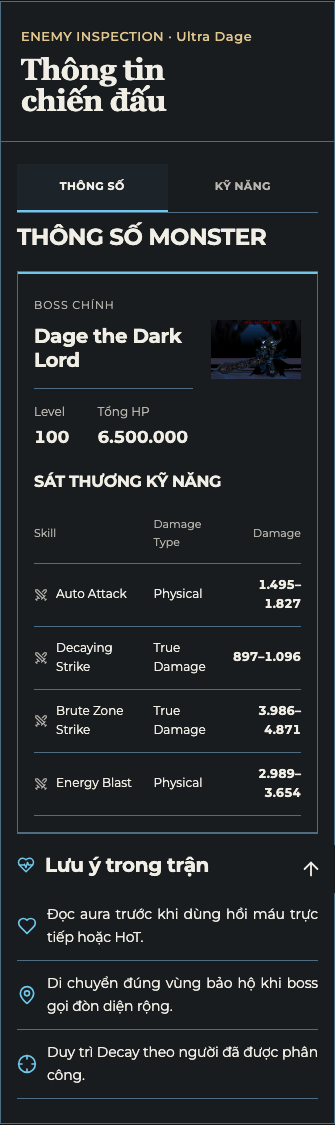 ENEMY INSPECTION · Ultra Dage
Thông tin
chiến đấu
THÔNG SỐ
KỸ NĂNG
THÔNG SỐ MONSTER
BOSS CHÍNH
Dage the Dark
Lord
Level
Tổng HP
100
6.500.000
SÁT THƯƠNG KỸ NĂNG
Skill
Damage
Type
Damage
Auto Attack
Physical
1.495–
1.827
Decaying
Strike
True
Damage
897–1.096
Brute Zone
Strike
True
Damage
3.986–
4.871
Energy Blast
Physical
2.989–
3.654
Lưu ý trong trận
Đọc aura trước khi dùng hồi máu trực
tiếp hoặc HoT.
Di chuyển đúng vùng bảo hộ khi boss
gọi đòn diện rộng.
Duy trì Decay theo người đã được phân
công.